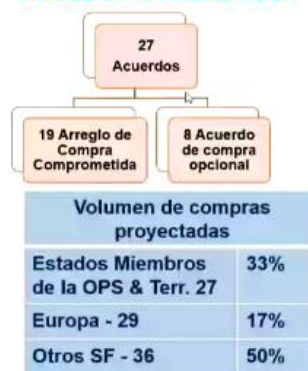 27
Acuerdos
19 Arreglo de
Compra
Comprometida
8 Acuerdo
de compra
opcional
Volumen de compras
proyectadas
Estados Miembros
de la OPS & Terr. 27
33%
Europa - 29
17%
Otros SF - 36
50%